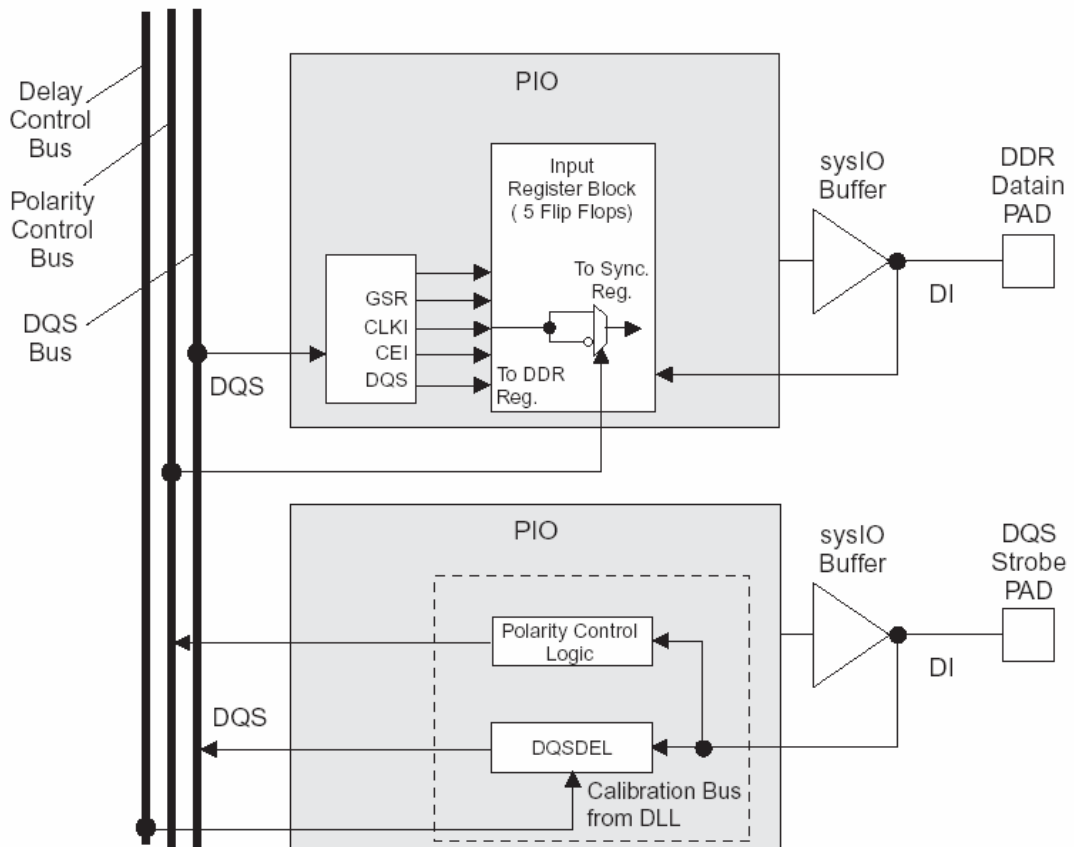 Delay
Control
Bus
Polarity
Control
Bus
DQS
Bus
DQS
PIO
Input
Register Block
( 5 Flip Flops)
To Sync.
Reg.
GSR
CLKI
CEI
DQS
To DDR
Reg.
sysIO
Buffer
DI
DDR
Datain
PAD
PIO
Polarity Control
Logic
DQS
DQSDEL
Calibration Bus
from DLL
sysIO
Buffer
DI
DQS
Strobe
PAD